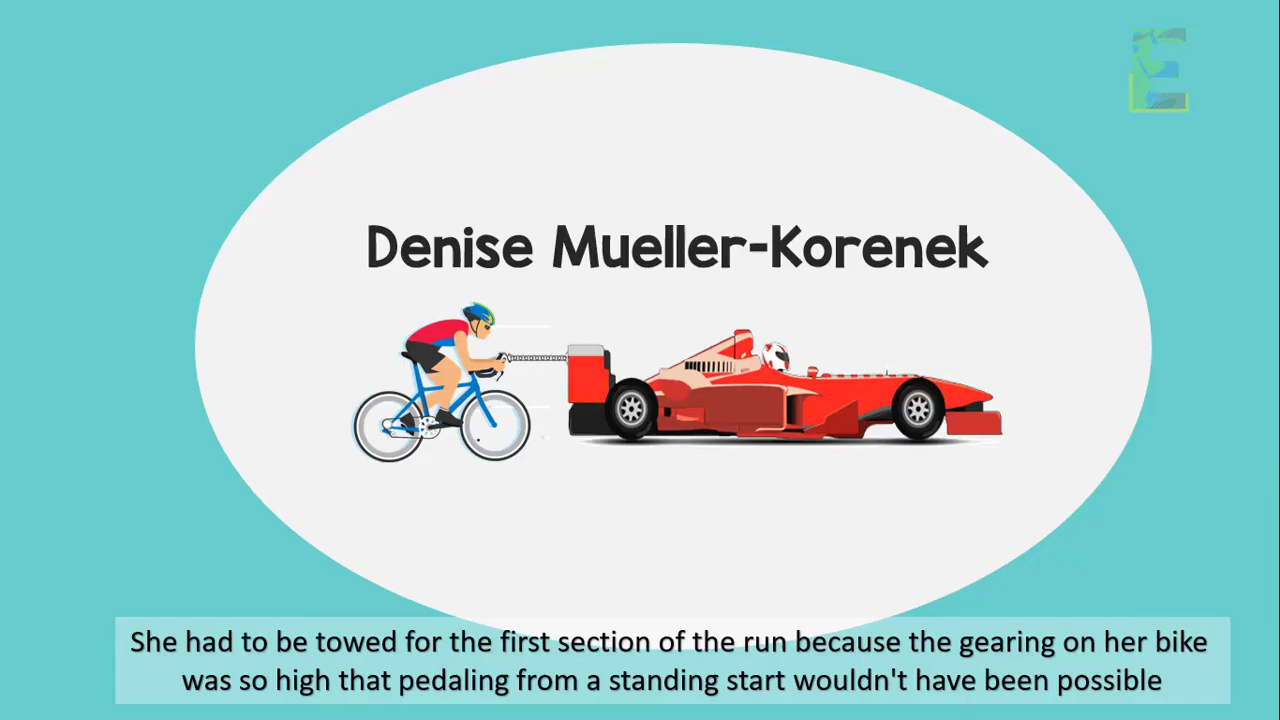 Denise Mueller-Korenek
She had to be towed for the first section of the run because the gearing on her bike
was so high that pedaling from a standing start wouldn't have been possible